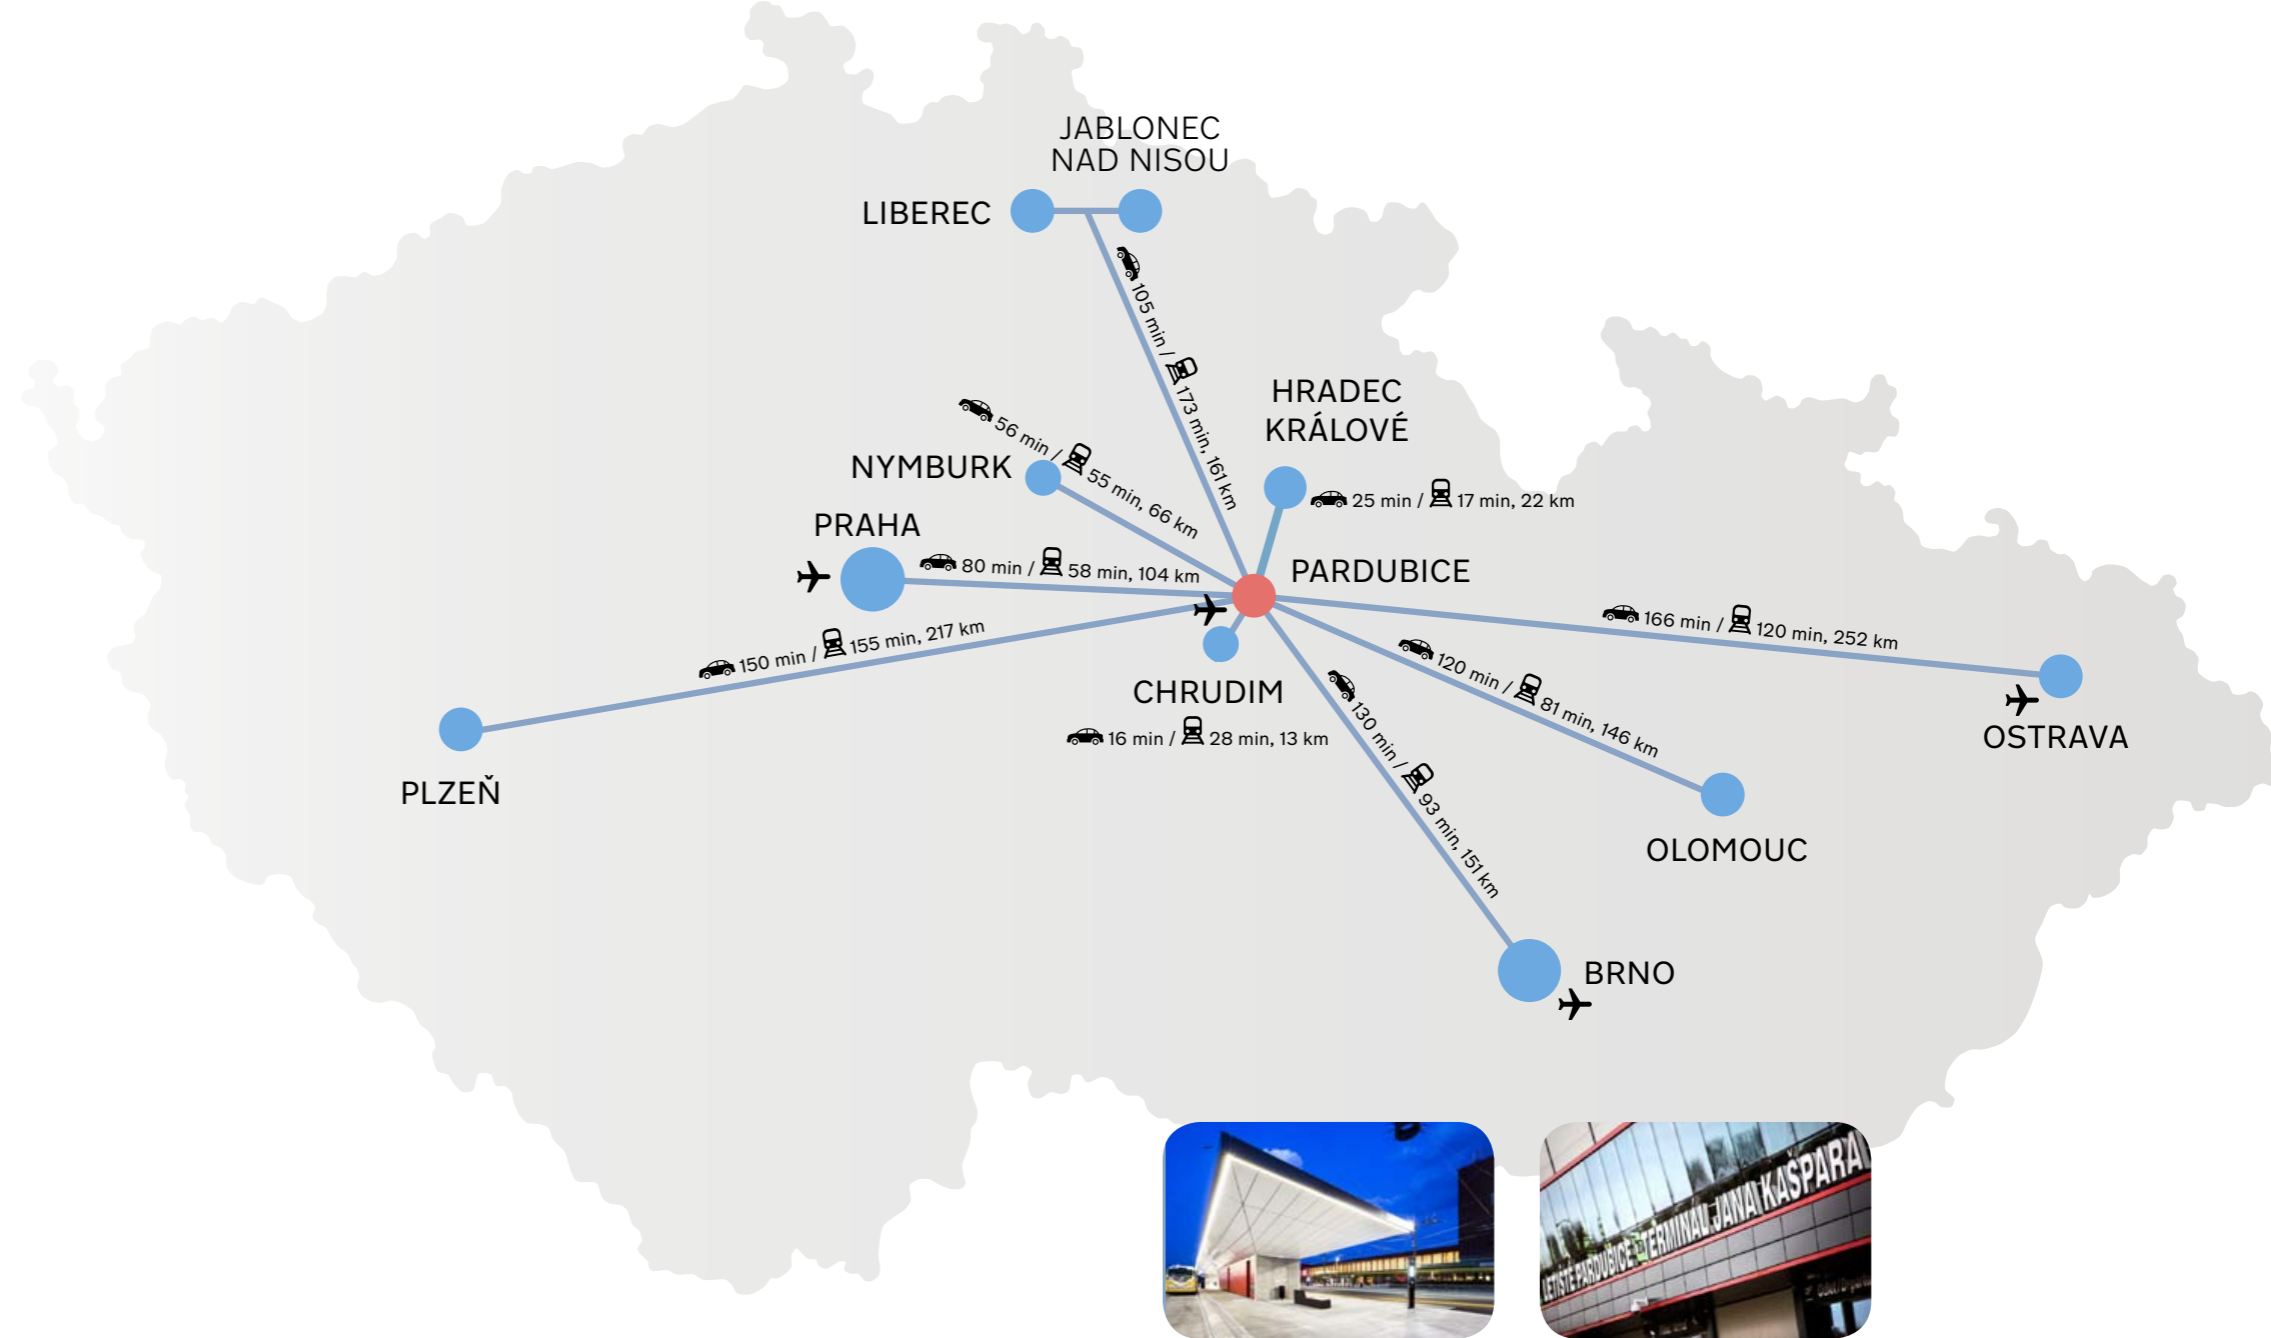 JABLONEC
NAD NISOU
LIBEREC
105 min / 173 min, 161 km
HRADEC
KRÁLOVÉ
25 min / 17 min, 22 km
56 min / 55 min, 66 km
NYMBURK
PRAHA
80 min / 58 min, 104 km
PARDUBICE
166 min / 120 min, 252 km
150 min / 155 min, 217 km
120 min / 81 min, 146 km
CHRUDIM
16 min / 28 min, 13 km
130 min / 93 min, 151 km
OSTRAVA
PLZEŇ
OLOMOUC
BRNO
LETIŠTĚ PARDUBICE TERMINÁL JANA KAŠPARA